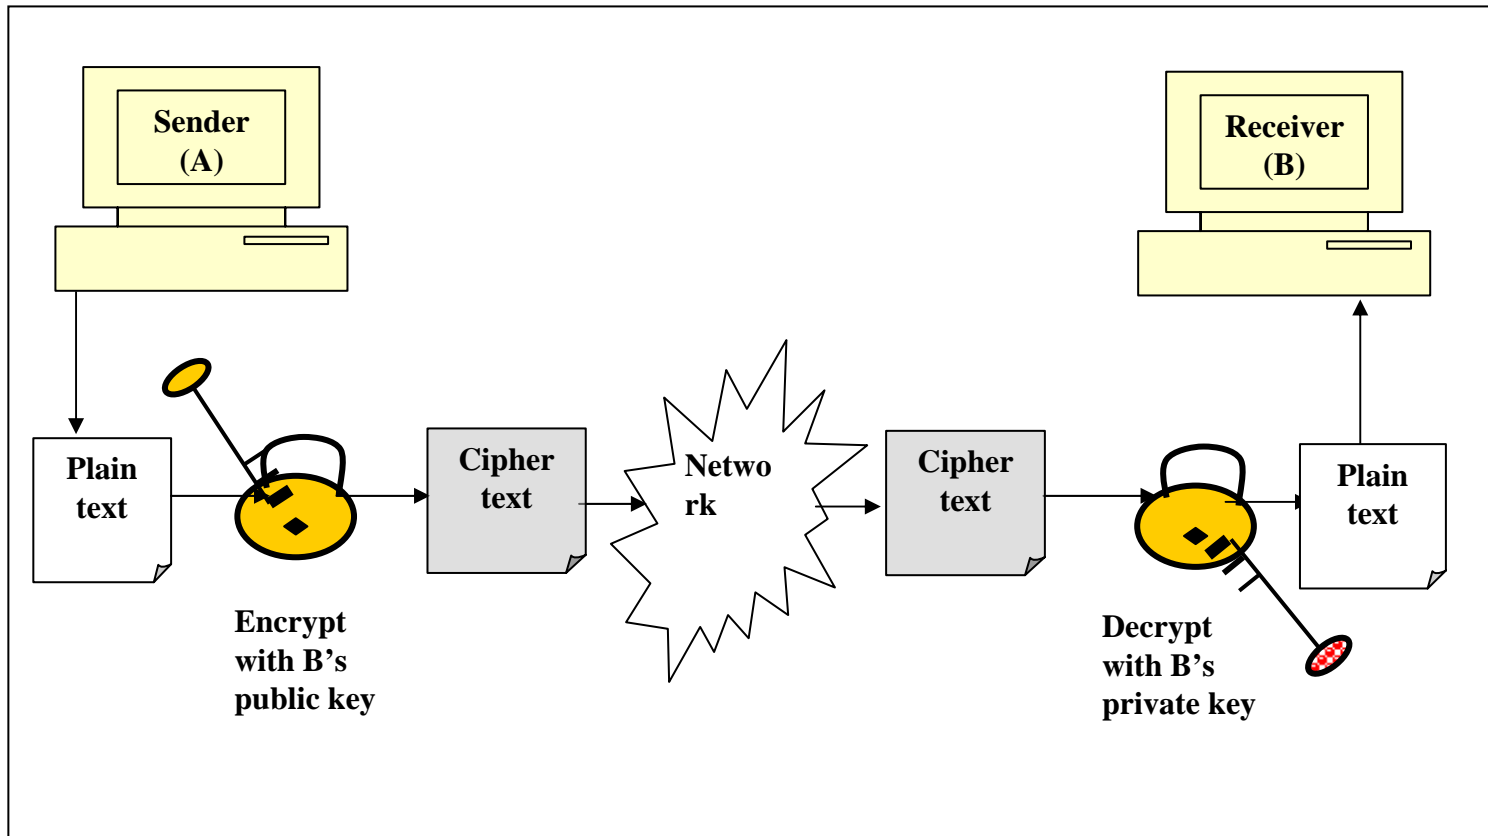 Sender
(A)
Receiver
(B)
Plain
text
Cipher
text
Netwo
rk
Cipher
text
Plain
text
Encrypt
with B’s
public key
Decrypt
with B’s
private key